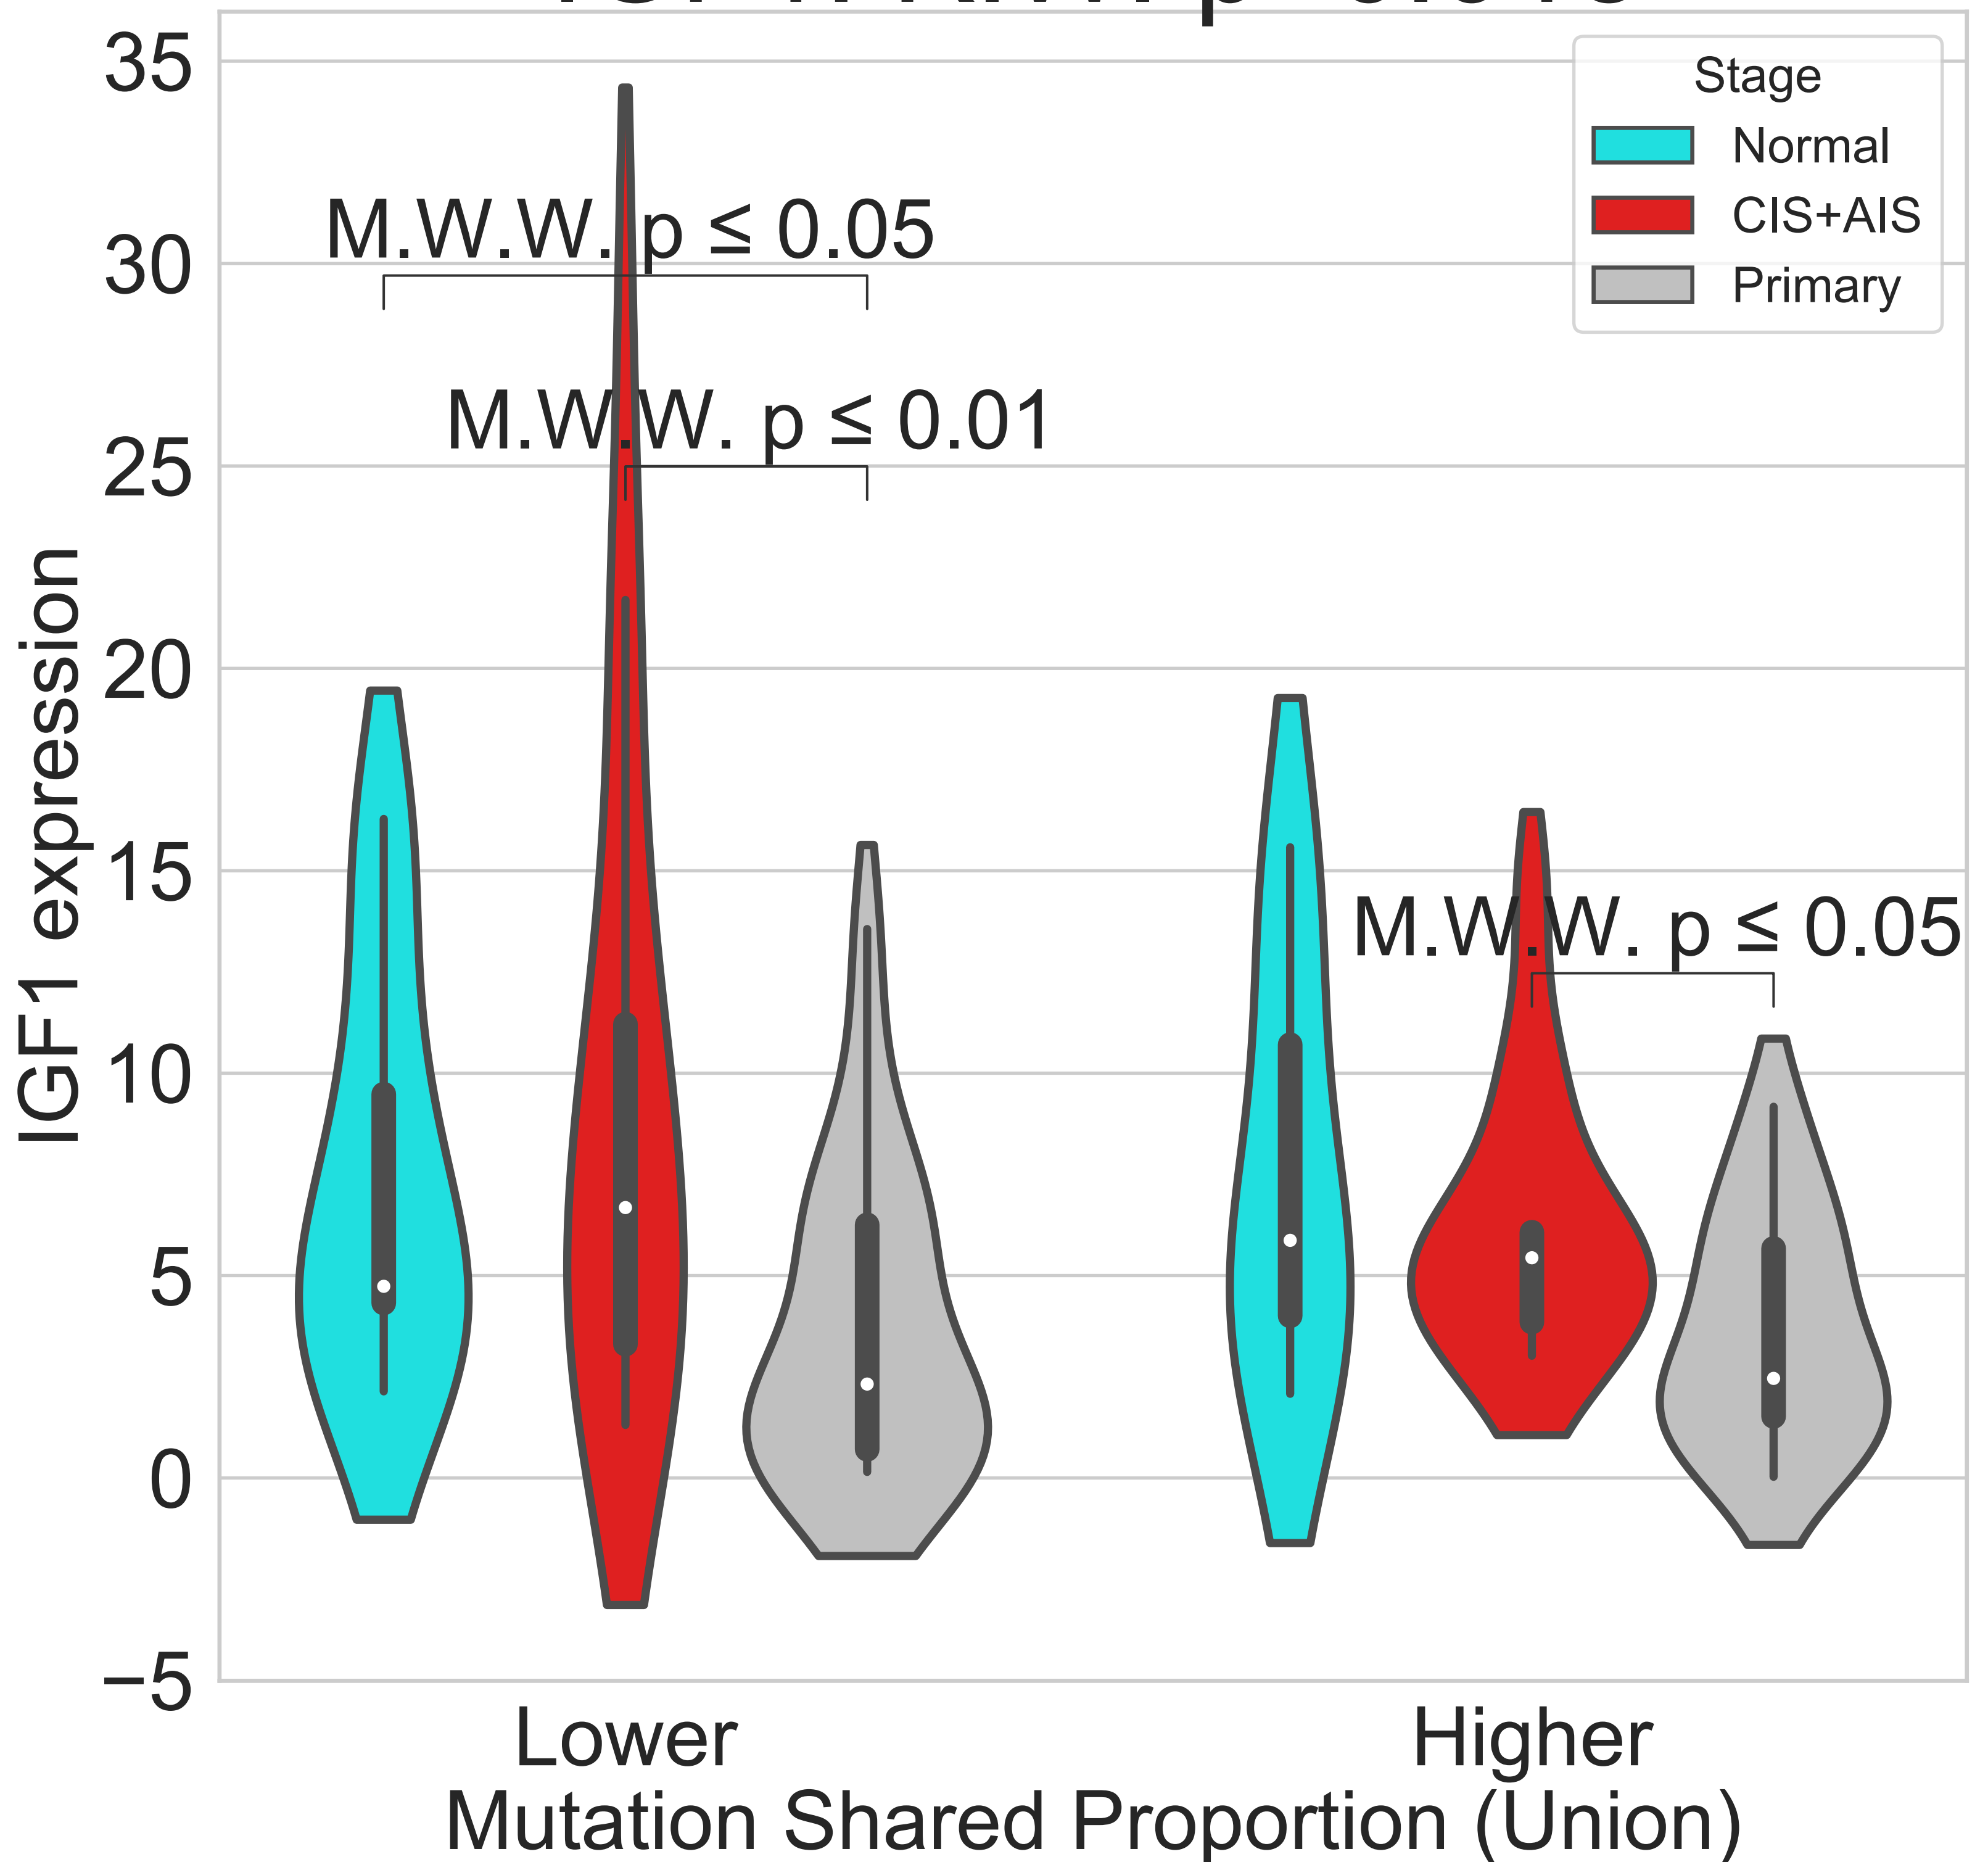 35
30
25
20
15
10
5
0
−5
IGF1 expression
Stage
Normal
CIS+AIS
Primary
M.W.W. p ≤ 0.05
M.W.W. p ≤ 0.01
M.W.W. p ≤ 0.05
Lower
Higher
Mutation Shared Proportion (Union)